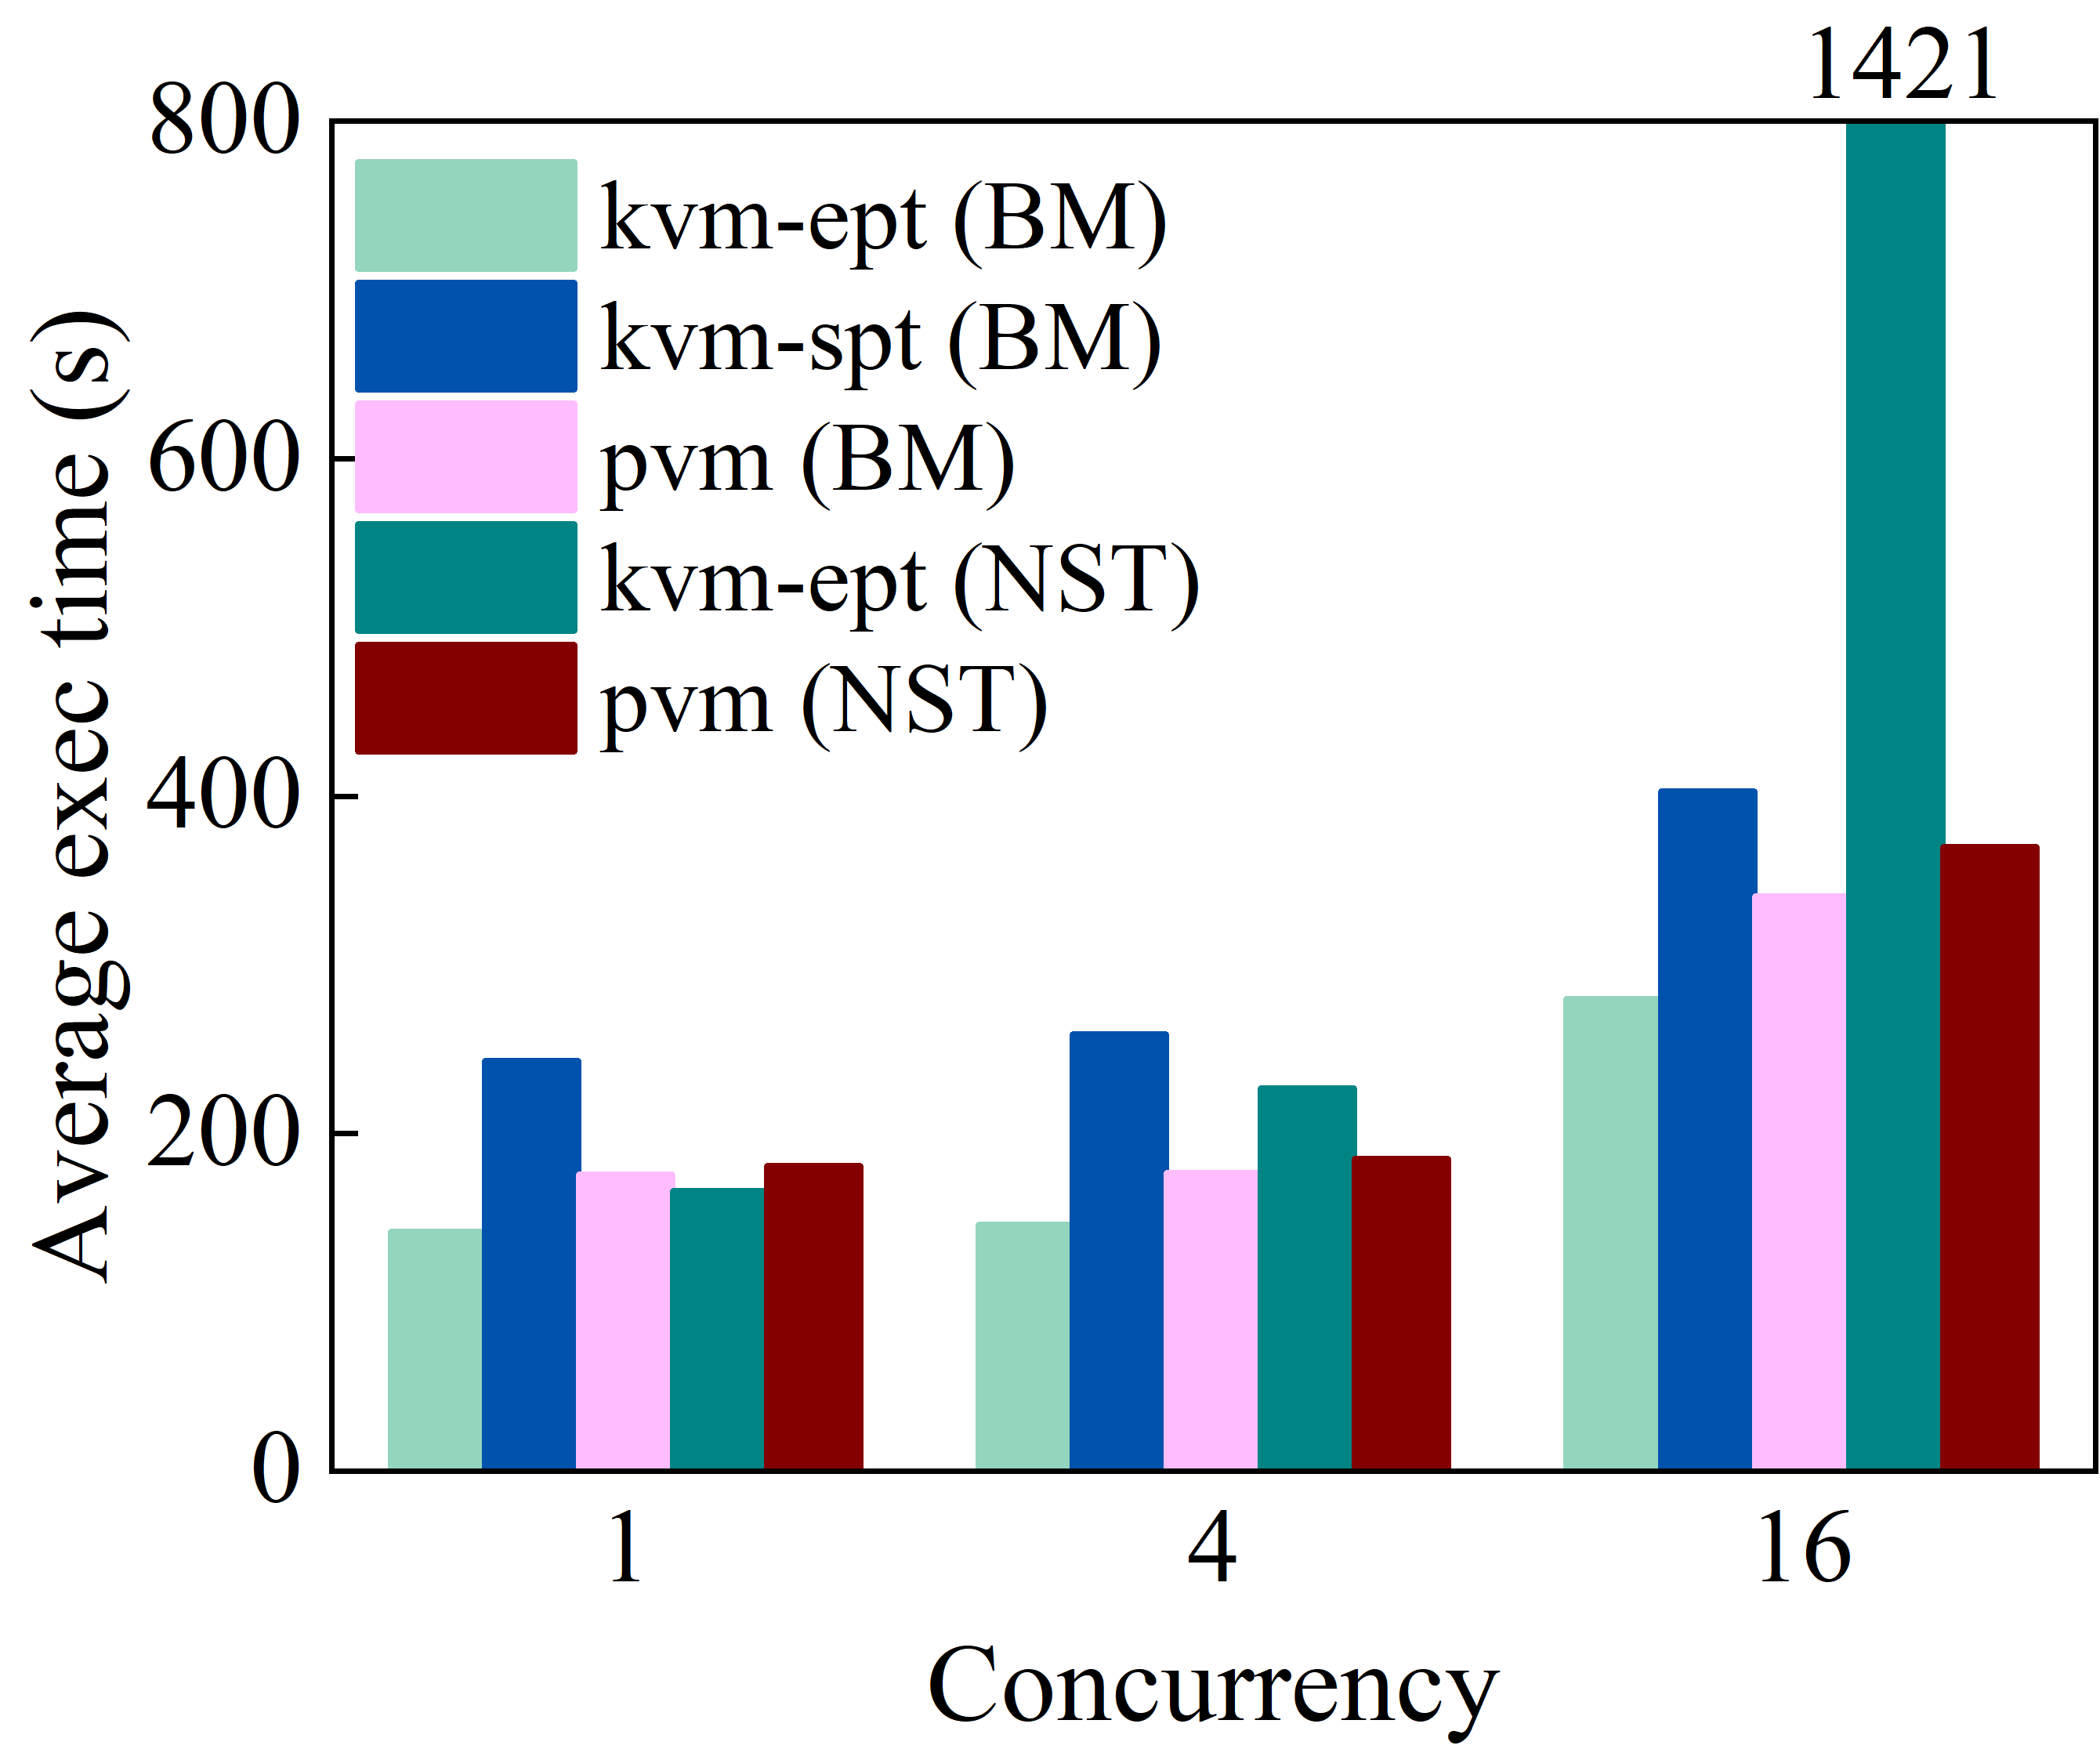 1421
800
600
400
200
0
Average exec time (s)
kvm-ept (BM)
kvm-spt (BM)
pvm (BM)
kvm-ept (NST)
pvm (NST)
1
4
16
Concurrency